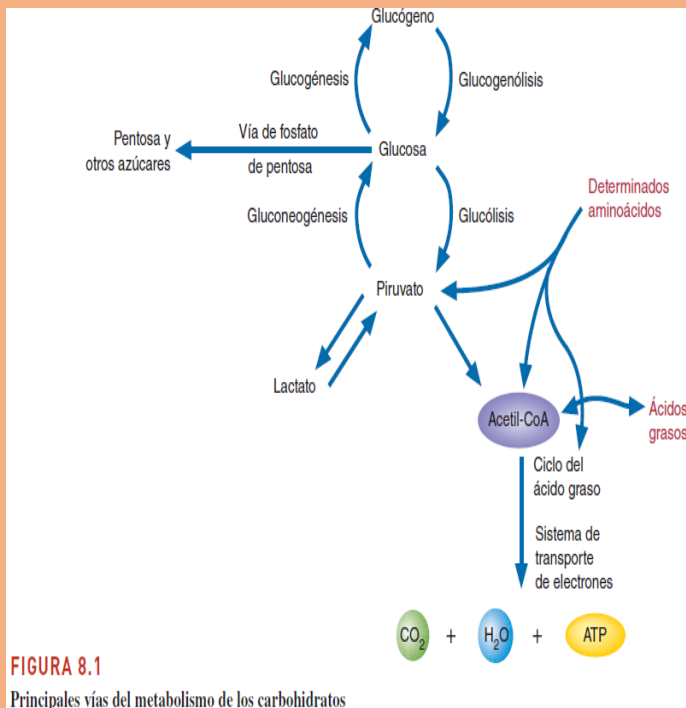 Glucógeno
Glucogénesis
Glucogenólisis
Pentosa y
otros azúcares
Vía de fosfato
de pentosa
Glucosa
Determinados
aminoácidos
Gluconeogénesis
Glucólisis
Piruvato
Lactato
Acetil-CoA
Ácidos
grasos
Ciclo del
ácido graso
Sistema de
transporte
de electrones
CO₂ + H₂O + ATP
FIGURA 8.1
Principales vías del metabolismo de los carbohidratos